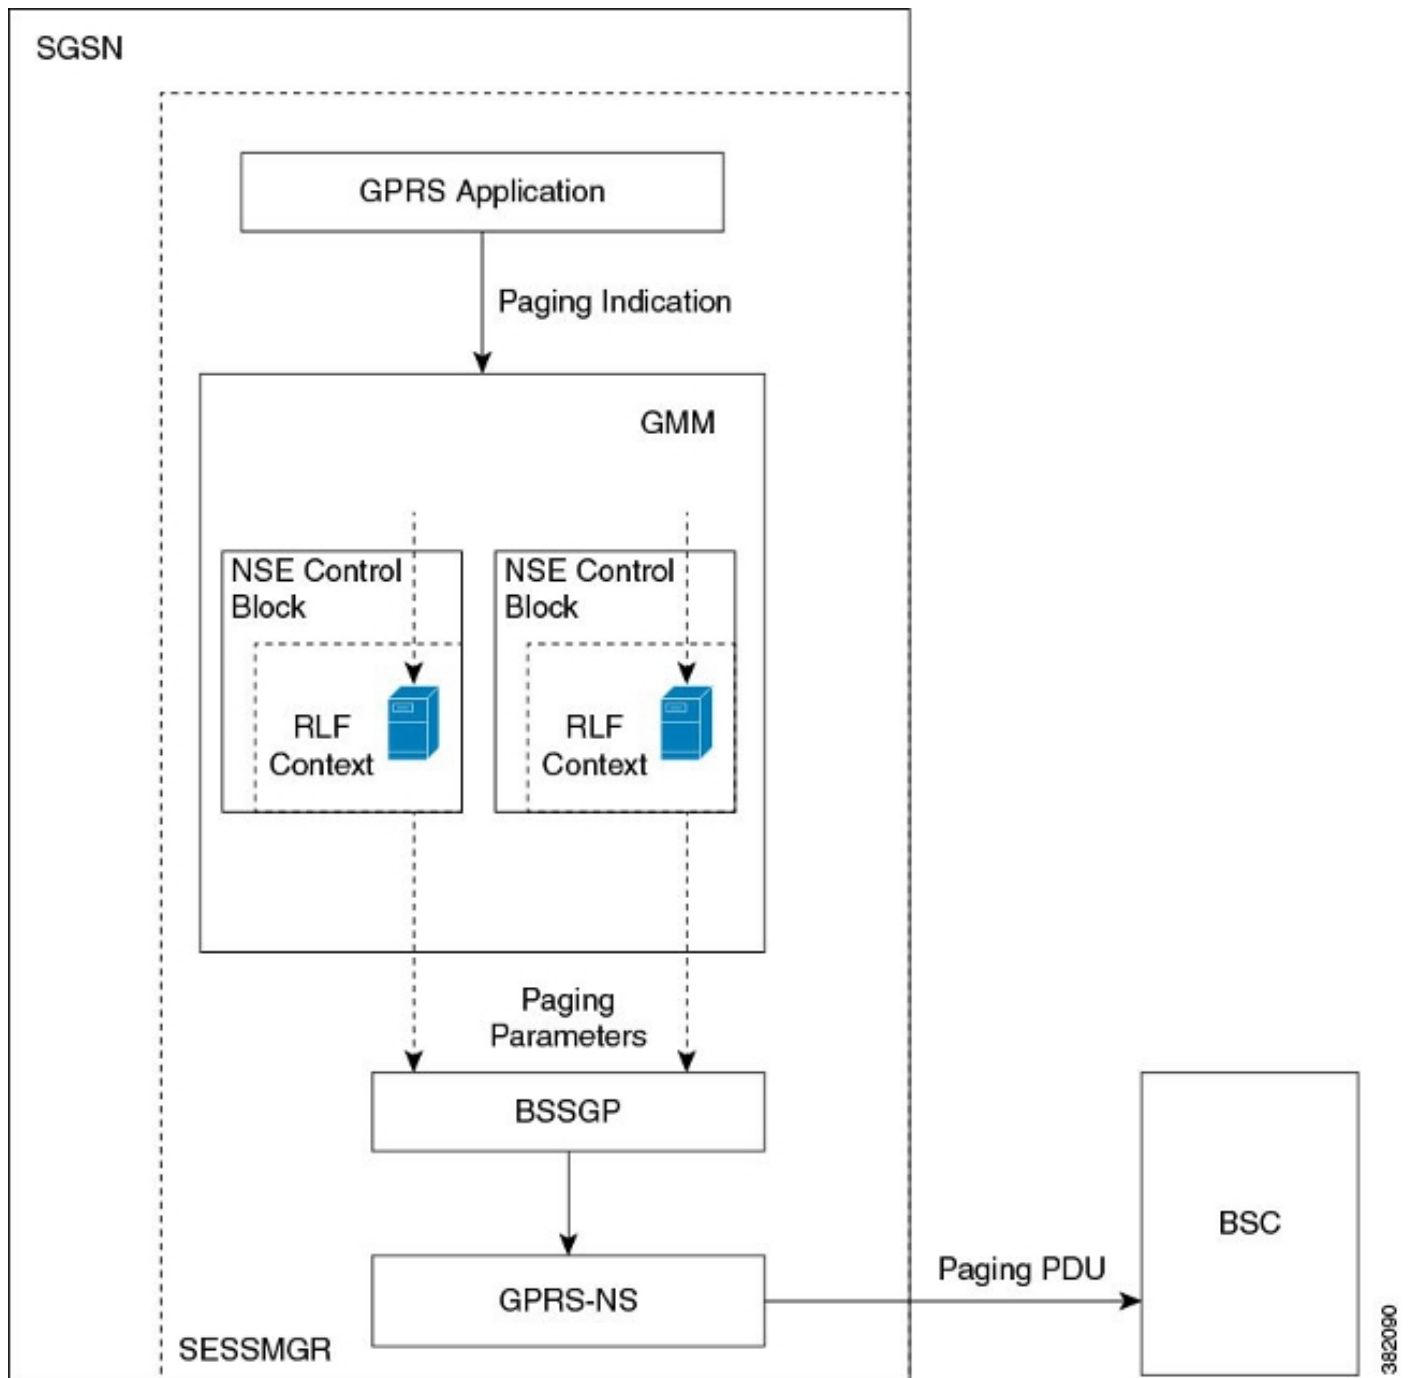 SGSN
GPRS Application
Paging Indication
GMM
NSE Control
Block
NSE Control
Block
RLF
Context
RLF
Context
Paging
Parameters
BSSGP
BSC
Paging PDU
GPRS-NS
SESSMGR
382090